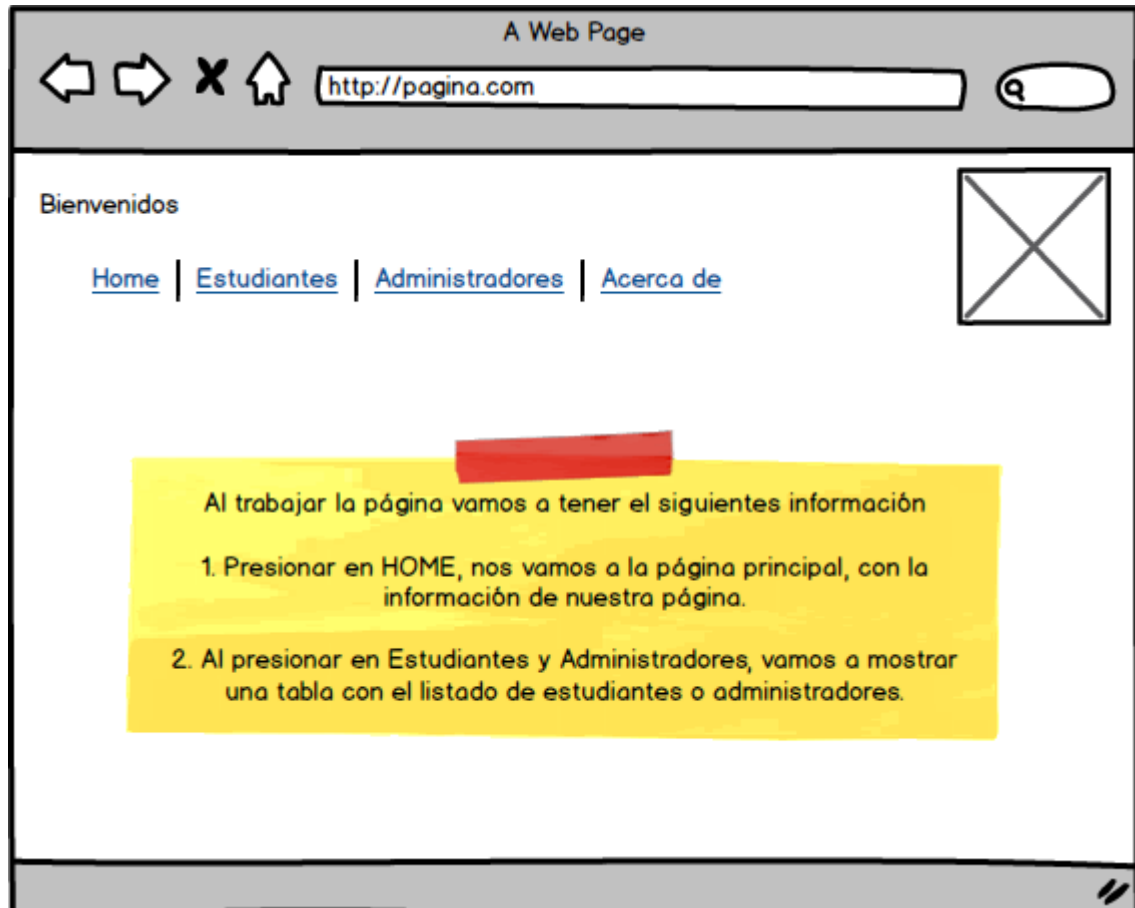 A Web Page
http://pagina.com
Bienvenidos
Home Estudiantes Administradores Acerca de
Al trabajar la página vamos a tener el siguientes información
1. Presionar en HOME, nos vamos a la página principal, con la
información de nuestra página.
2. Al presionar en Estudiantes y Administradores, vamos a mostrar
una tabla con el listado de estudiantes o administradores.